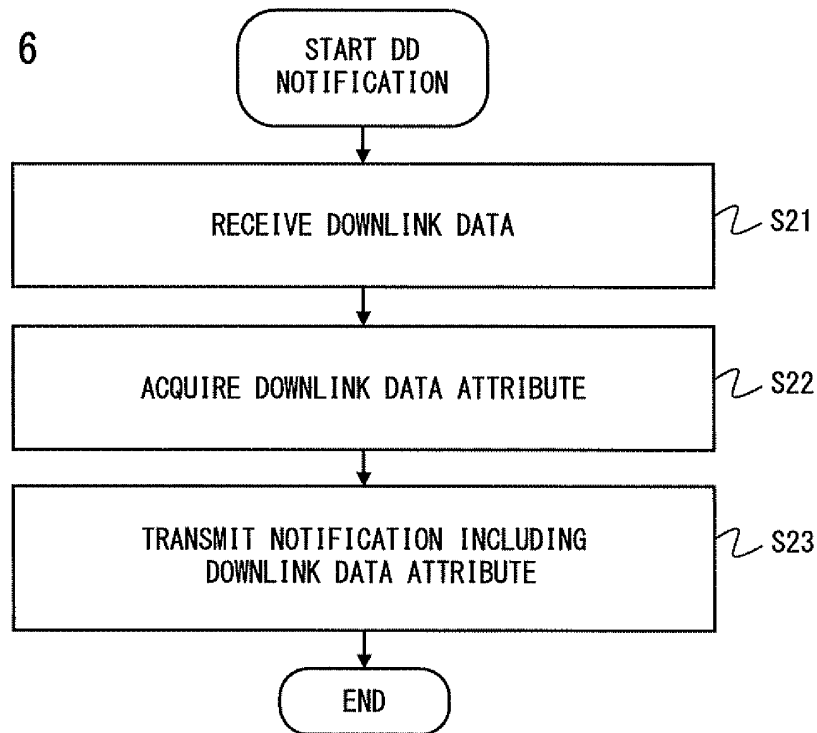 6
START DD
NOTIFICATION
RECEIVE DOWNLINK DATA
S21
ACQUIRE DOWNLINK DATA ATTRIBUTE
S22
TRANSMIT NOTIFICATION INCLUDING
DOWNLINK DATA ATTRIBUTE
S23
END